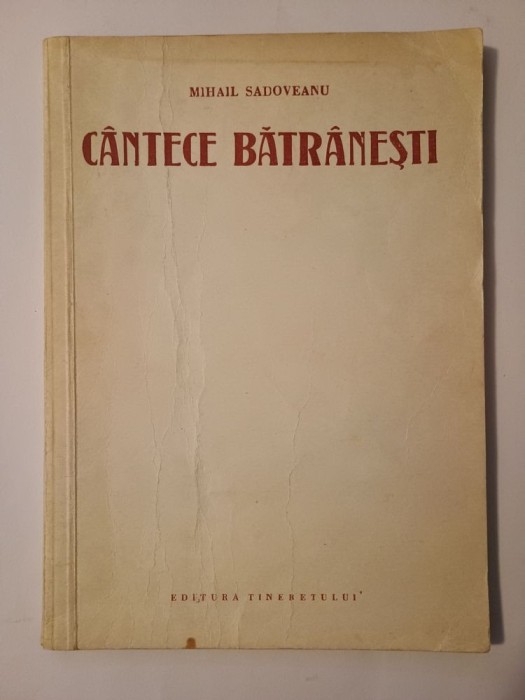 MIHAIL SADOVEANU
CÂNTECE BĂTRÂNEȘTI
EDITURA TINERETULUI